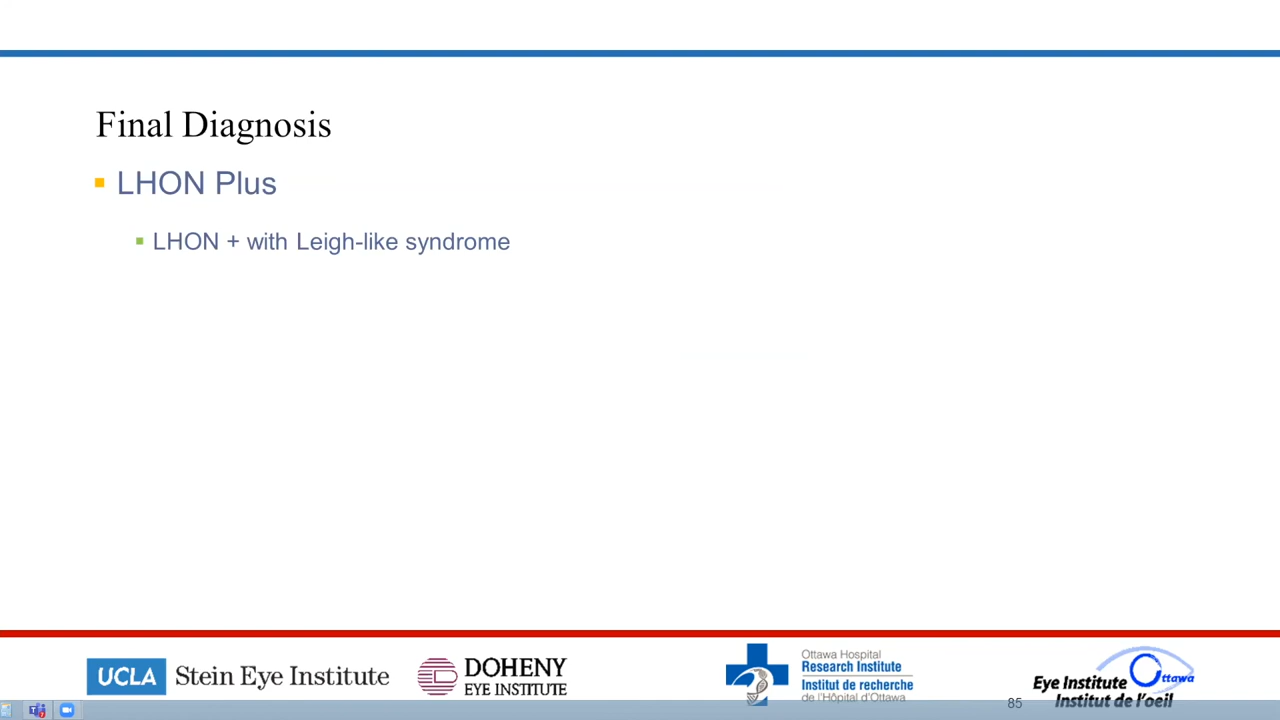 Final Diagnosis
LHON Plus
LHON + with Leigh-like syndrome
UCLA Stein Eye Institute
DOHENY
EYE INSTITUTE
Ottawa Hospital
Research Institute
Institut de recherche
de l'Hôpital d'Ottawa
Eye Institute Ottawa
Institut de l'oeil
85